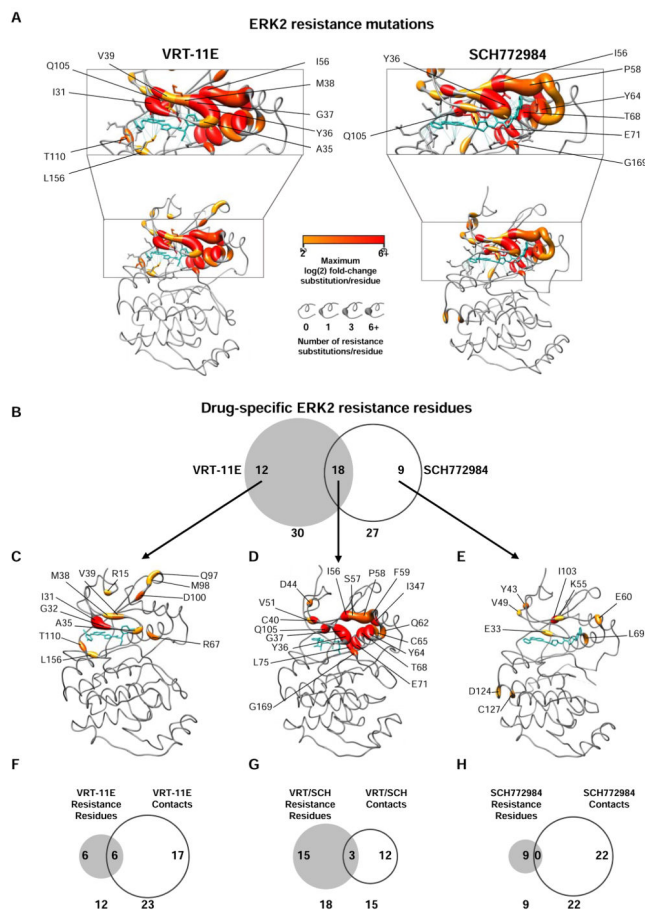 A
ERK2 resistance mutations
VRT-11E
SCH772984
V39
Q105
I31
T110
L156
I56
M38
G37
Y36
A35
Y36
Q105
I56
P58
Y64
T68
E71
G169
2 6+
Maximum
log(2) fold-change
substitution/residue
0 1 3 6+
Number of resistance
substitutions/residue
B
Drug-specific ERK2 resistance residues
VRT-11E 12 18 9 SCH772984
30 27
C
D
E
V39 R15
M38
I31
G32
A35
T110
L156
Q97
M98
D100
R67
I56 S57 P58 F59
D44
I347
V51
C40
Q105
G37
Y36
L75
G169
Q62
C65
Y64
T68
E71
I103
K55
Y43
V49
E33
E60
L69
D124
C127
F
G
H
VRT-11E
Resistance
Residues
VRT-11E
Contacts
6 6 17
12 23
VRT/SCH
Resistance
Residues
VRT/SCH
Contacts
15 3 12
18 15
SCH772984
Resistance
Residues
SCH772984
Contacts
9 0 22
9 22